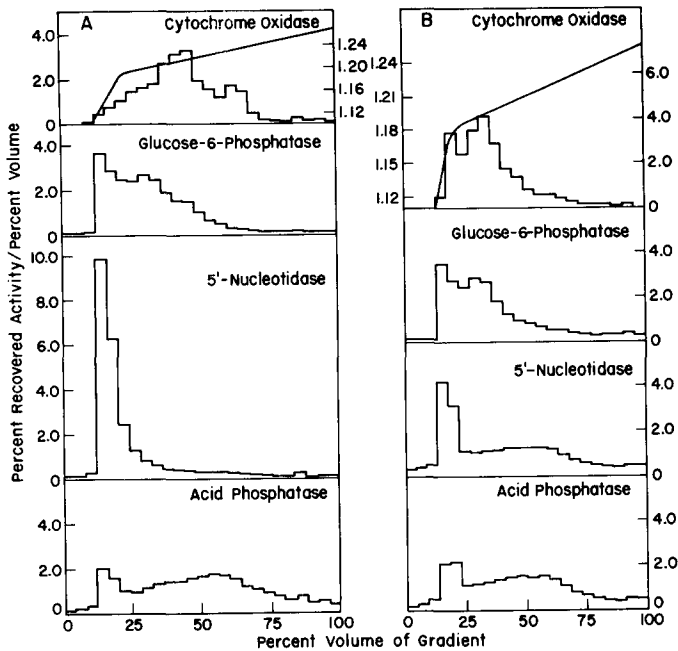 A
Cytochrome Oxidase
4.0
2.0
0
1.24
1.20
1.16
1.12
Glucose-6-Phosphatase
4.0
2.0
0
5'-Nucleotidase
10.0
8.0
6.0
4.0
2.0
0
Acid Phosphatase
4.0
2.0
0
0 25 50 75 100
B
Cytochrome Oxidase
1.24
1.21
1.18
1.15
1.12
6.0
4.0
2.0
0
Glucose-6-Phosphatase
4.0
2.0
0
5'-Nucleotidase
4.0
2.0
0
Acid Phosphatase
4.0
2.0
0
0 25 50 75 100
Percent Recovered Activity/Percent Volume
Percent Volume of Gradient